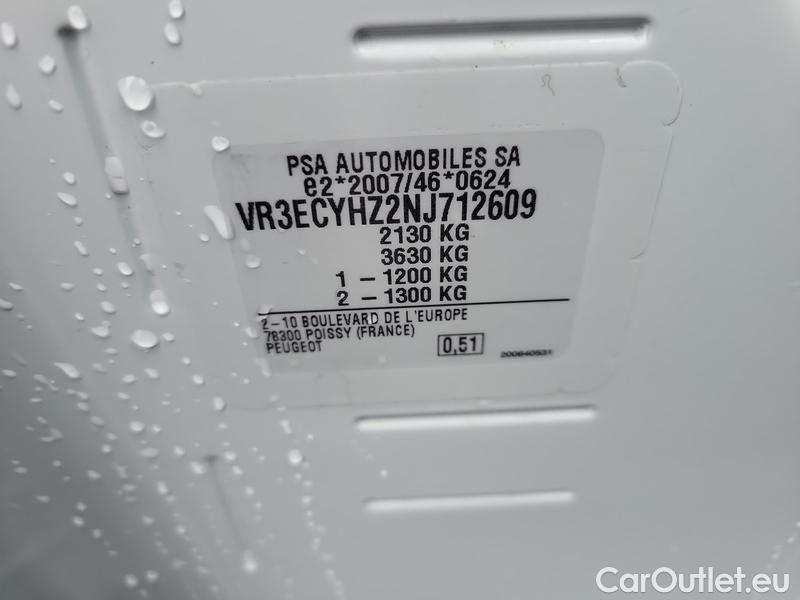 PSA AUTOMOBILES SA
e2*2007/46*0624
VR3ECYHZ2NJ712609
2130 KG
3630 KG
1 – 1200 KG
2 – 1300 KG
2–10 BOULEVARD DE L'EUROPE
78300 POISSY (FRANCE)
PEUGEOT
0,51
200640531
CarOutlet.eu